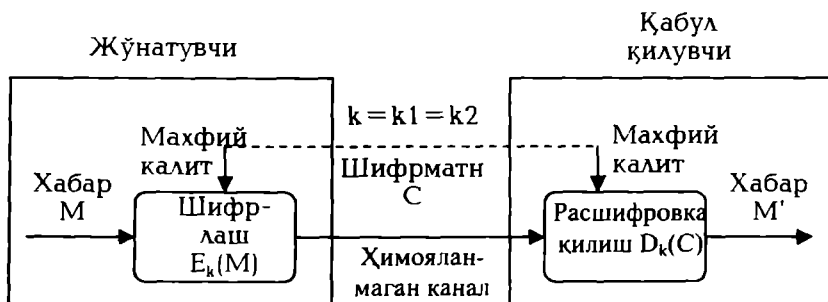 Жўнатувчи
Қабул
қилувчи
k = k1 = k2
Махфий
калит
Шифрматн
C
Махфий
калит
Хабар
M
Шифр-
лаш
E_k(M)
Ҳимоялан-
маган канал
Расшифровка
қилиш D_k(C)
Хабар
M'